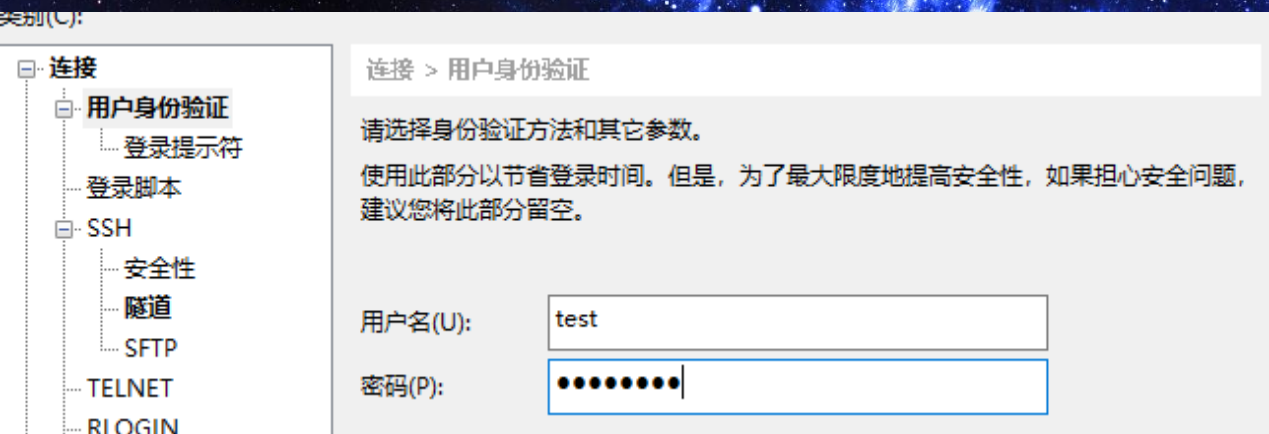 类别(C):
连接
用户身份验证
登录提示符
登录脚本
SSH
安全性
隧道
SFTP
TELNET
RLOGIN
连接 > 用户身份验证
请选择身份验证方法和其它参数。
使用此部分以节省登录时间。但是，为了最大限度地提高安全性，如果担心安全问题，
建议您将此部分留空。
用户名(U):
test
密码(P):
●●●●●●●●